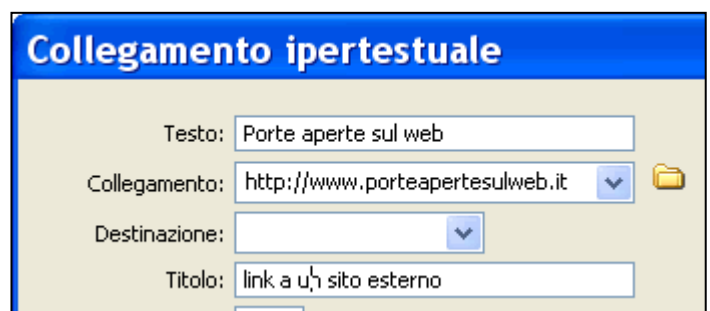 Collegamento ipertestuale
Testo: Porte aperte sul web
Collegamento: http://www.porteapertesulweb.it
Destinazione:
Titolo: link a un sito esterno